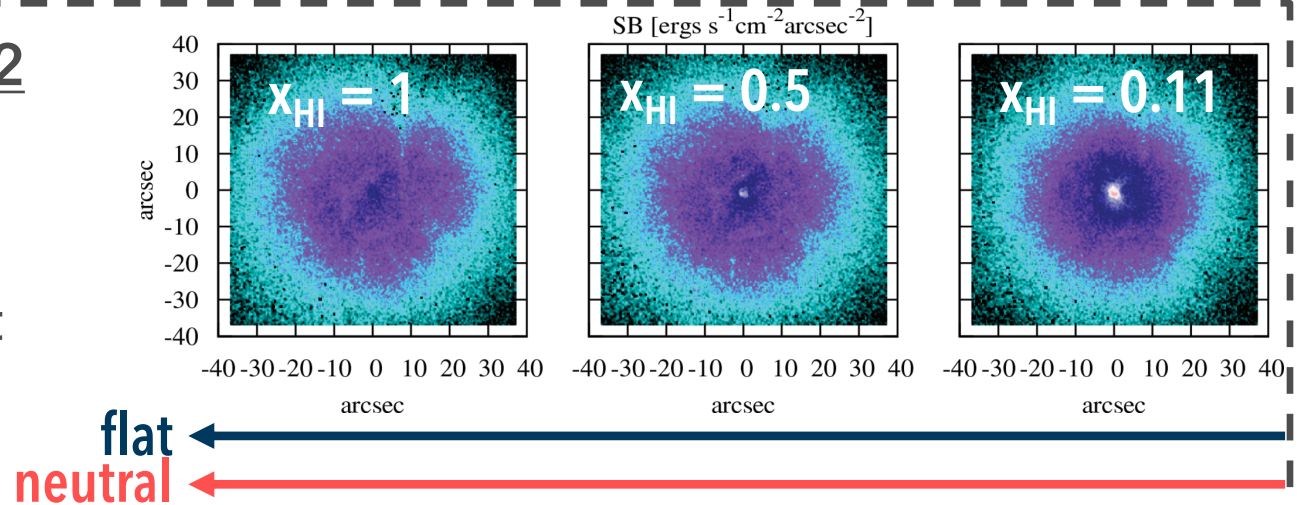 2
SB [ergs s⁻¹cm⁻²arcsec⁻²]
x_HI = 1
x_HI = 0.5
x_HI = 0.11
arcsec
40
30
20
10
0
-10
-20
-30
-40
-40 -30 -20 -10 0 10 20 30 40
-40 -30 -20 -10 0 10 20 30 40
-40 -30 -20 -10 0 10 20 30 40
arcsec
arcsec
arcsec
flat
neutral